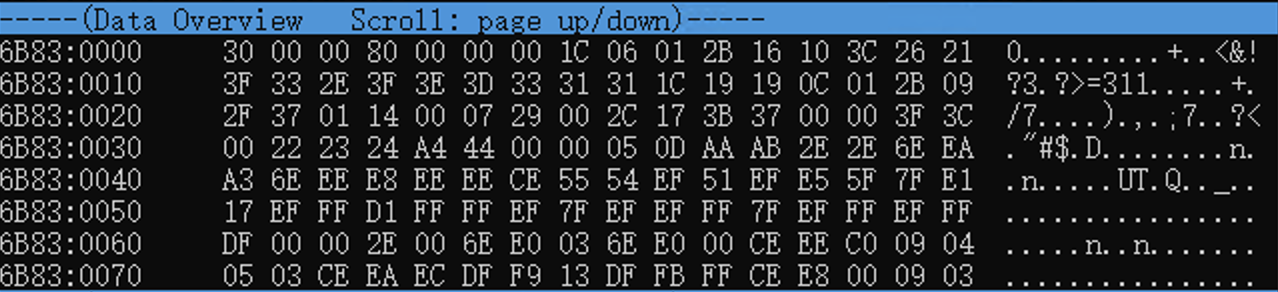 -----(Data Overview   Scroll: page up/down)-----
6B83:0000     30 00 00 80 00 00 00 1C 06 01 2B 16 10 3C 26 21  0..........+..<&!
6B83:0010     3F 33 2E 3F 3E 3D 33 31 31 1C 19 19 0C 01 2B 09  ?3.?>=311.....+.
6B83:0020     2F 37 01 14 00 07 29 00 2C 17 3B 37 00 00 3F 3C  /7....).,.;7..?<
6B83:0030     00 22 23 24 A4 44 00 00 05 0D AA AB 2E 2E 6E EA  ."#$.D........n.
6B83:0040     A3 6E EE E8 EE EE CE 55 54 EF 51 EF E5 5F 7F E1  .n.....UT.Q.._..
6B83:0050     17 EF FF D1 FF FF EF 7F EF EF FF 7F EF FF EF FF  ................
6B83:0060     DF 00 00 2E 00 6E E0 03 6E E0 00 CE EE C0 09 04  .....n..n.......
6B83:0070     05 03 CE EA EC DF F9 13 DF FB FF CE E8 00 09 03  ................